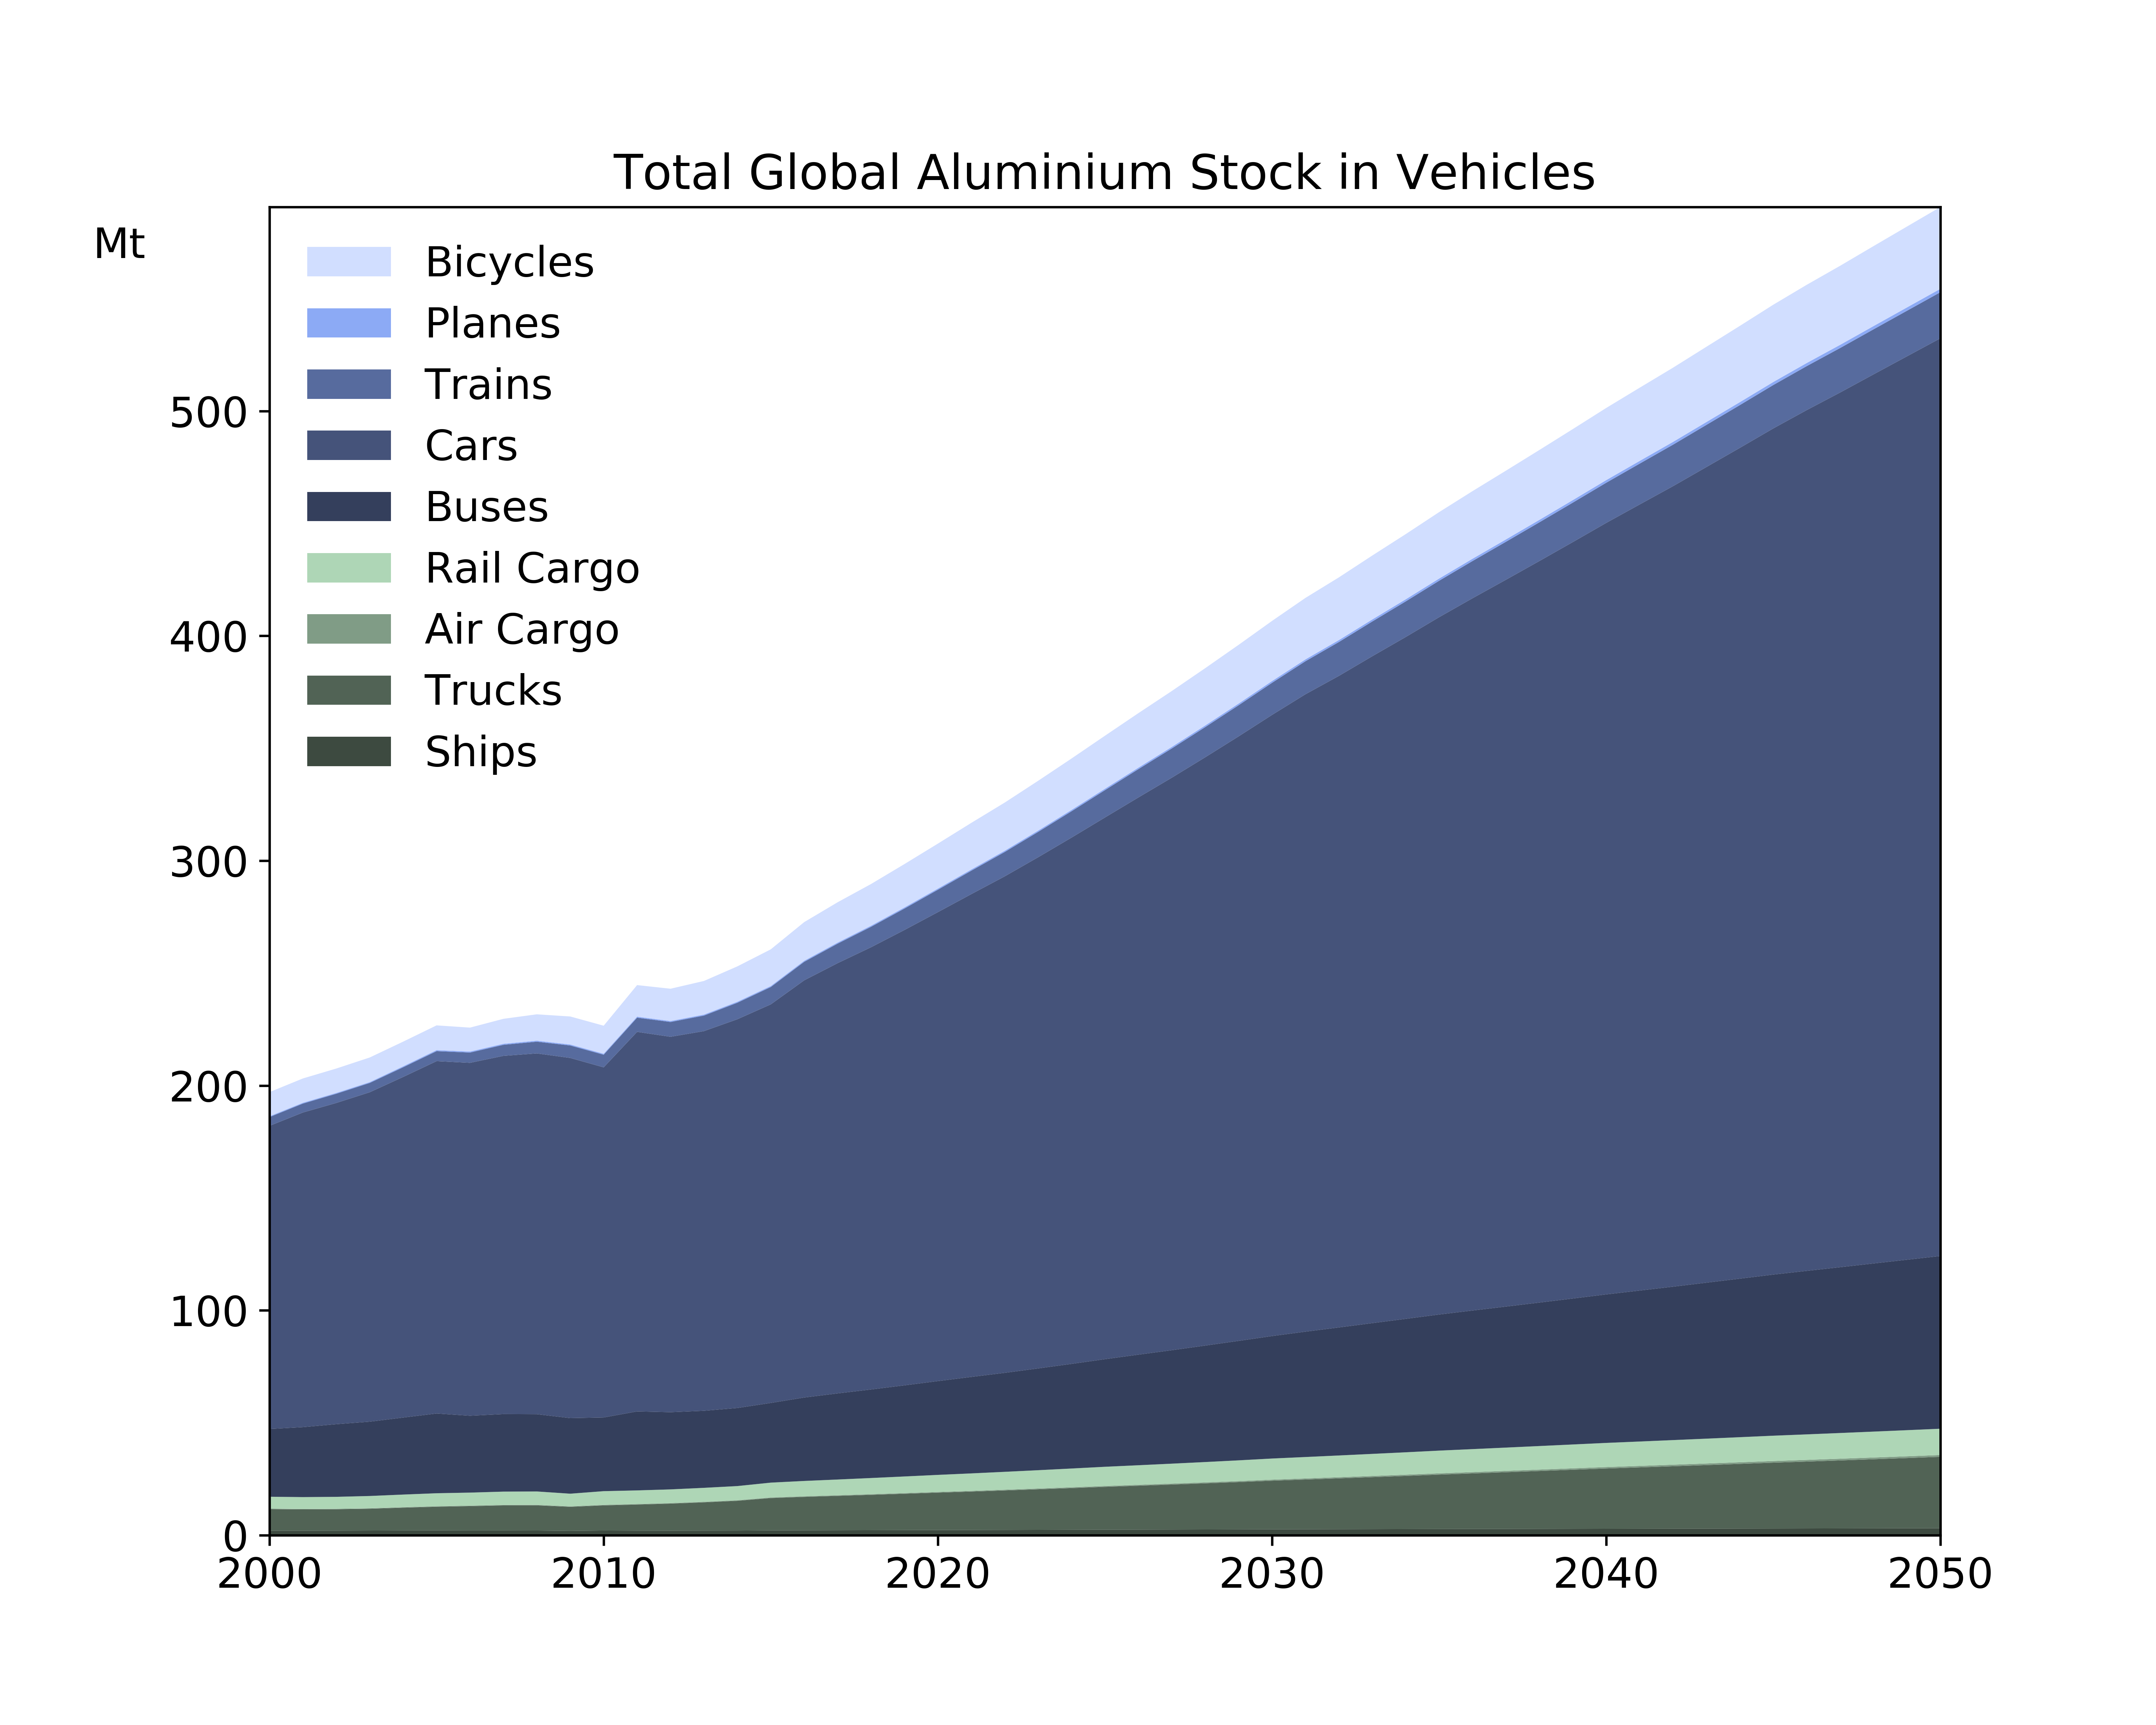 Total Global Aluminium Stock in Vehicles
Mt
Bicycles
Planes
Trains
Cars
Buses
Rail Cargo
Air Cargo
Trucks
Ships
500
400
300
200
100
0
2000 2010 2020 2030 2040 2050